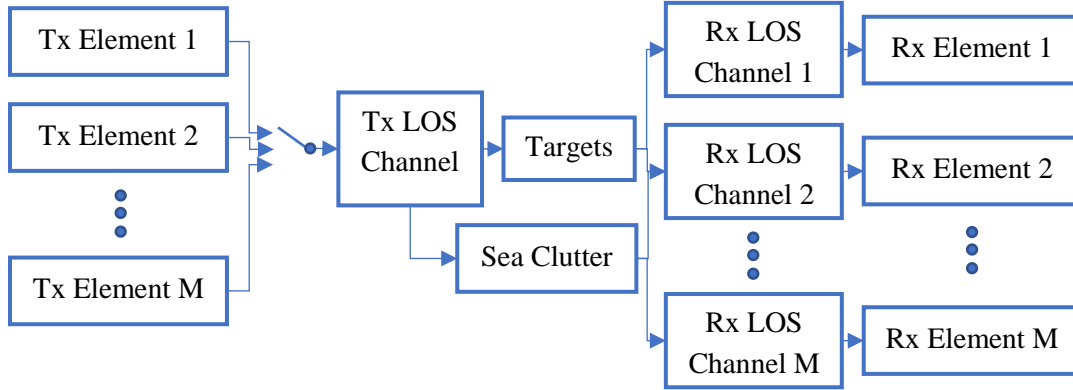 Tx Element 1
Tx Element 2
Tx Element M
Tx LOS
Channel
Targets
Sea Clutter
Rx LOS
Channel 1
Rx LOS
Channel 2
Rx LOS
Channel M
Rx Element 1
Rx Element 2
Rx Element M